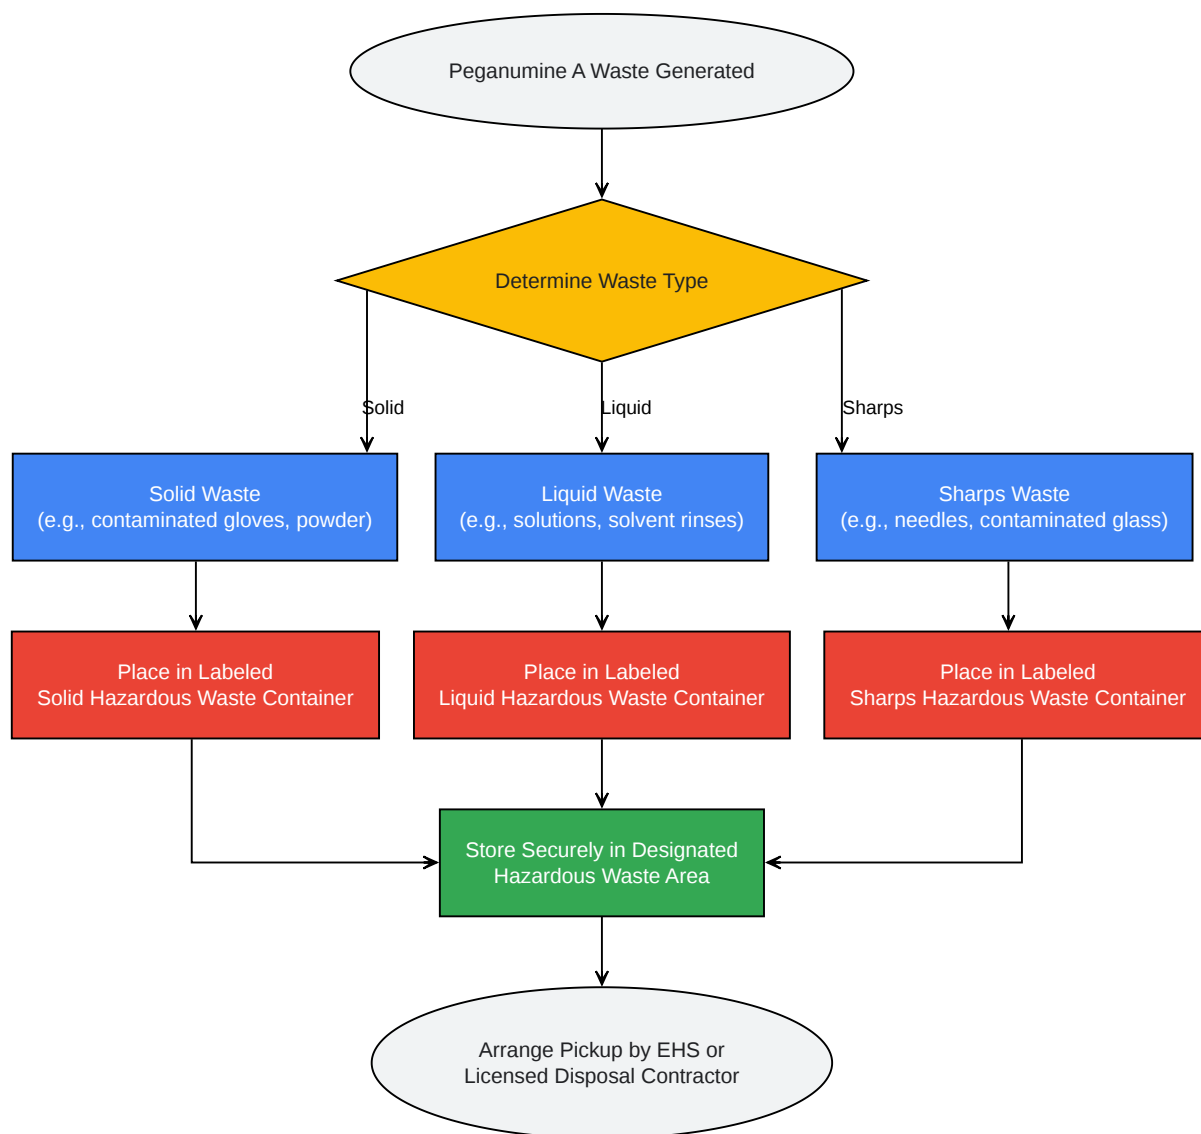 Peganumine A Waste Generated
Determine Waste Type
Solid
Liquid
Sharps
Solid Waste
(e.g., contaminated gloves, powder)
Liquid Waste
(e.g., solutions, solvent rinses)
Sharps Waste
(e.g., needles, contaminated glass)
Place in Labeled
Solid Hazardous Waste Container
Place in Labeled
Liquid Hazardous Waste Container
Place in Labeled
Sharps Hazardous Waste Container
Store Securely in Designated
Hazardous Waste Area
Arrange Pickup by EHS or
Licensed Disposal Contractor